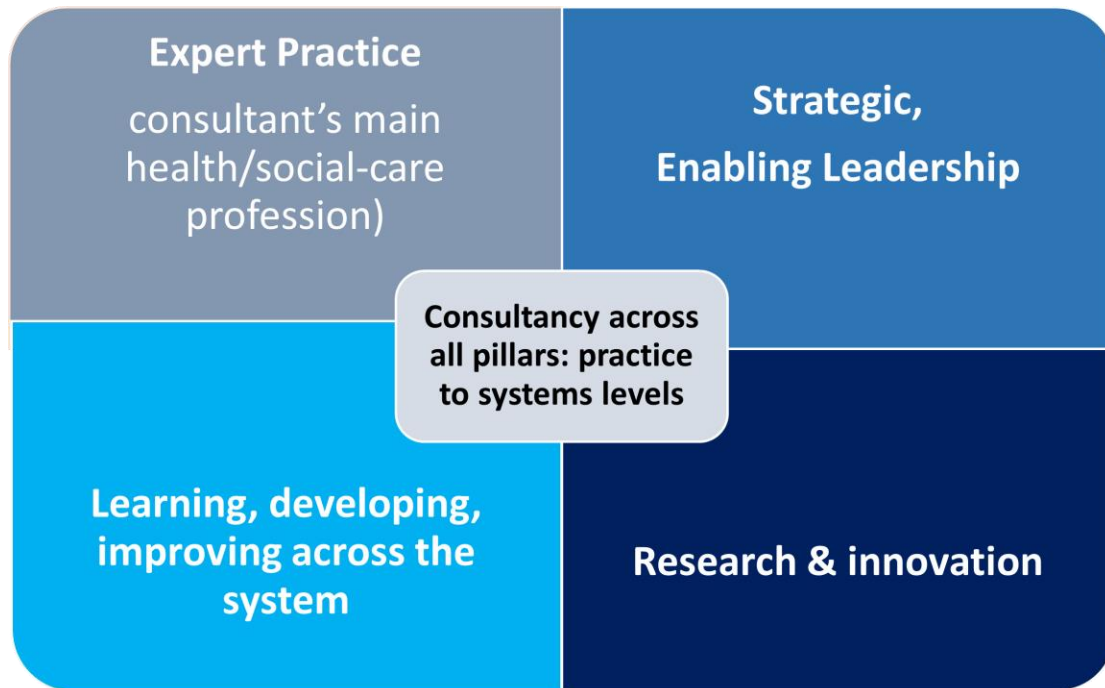 Expert Practice
consultant’s main
health/social-care
profession)
Strategic,
Enabling Leadership
Consultancy across
all pillars: practice
to systems levels
Learning, developing,
improving across the
system
Research & innovation